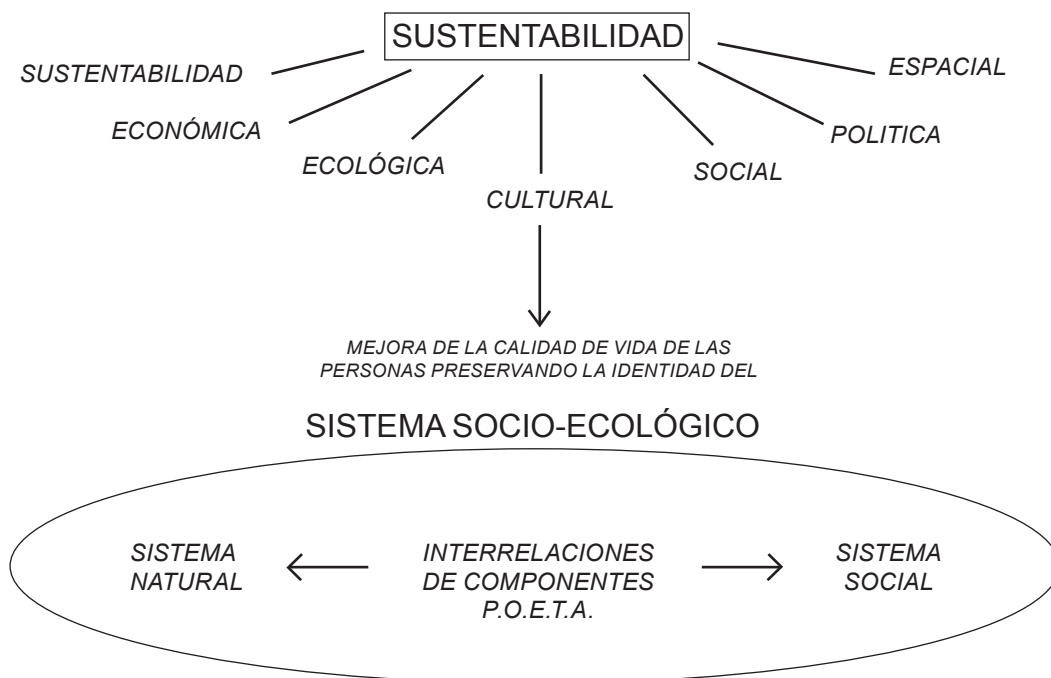 SUSTENTABILIDAD
SUSTENTABILIDAD
ECONÓMICA
ECOLÓGICA
CULTURAL
SOCIAL
POLITICA
ESPACIAL
MEJORA DE LA CALIDAD DE VIDA DE LAS
PERSONAS PRESERVANDO LA IDENTIDAD DEL
SISTEMA SOCIO-ECOLÓGICO
SISTEMA
NATURAL
INTERRELACIONES
DE COMPONENTES
P.O.E.T.A.
SISTEMA
SOCIAL